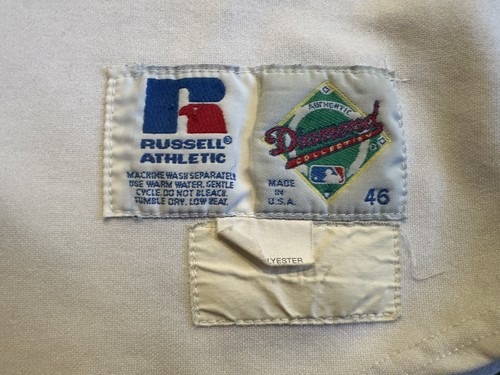 RUSSELL®
ATHLETIC
MACHINE WASH SEPARATELY
USE WARM WATER, GENTLE
CYCLE. DO NOT BLEACH.
TUMBLE DRY, LOW HEAT.
AUTHENTIC
Diamond
COLLECTION
MADE
IN
U.S.A.
46
LYESTER